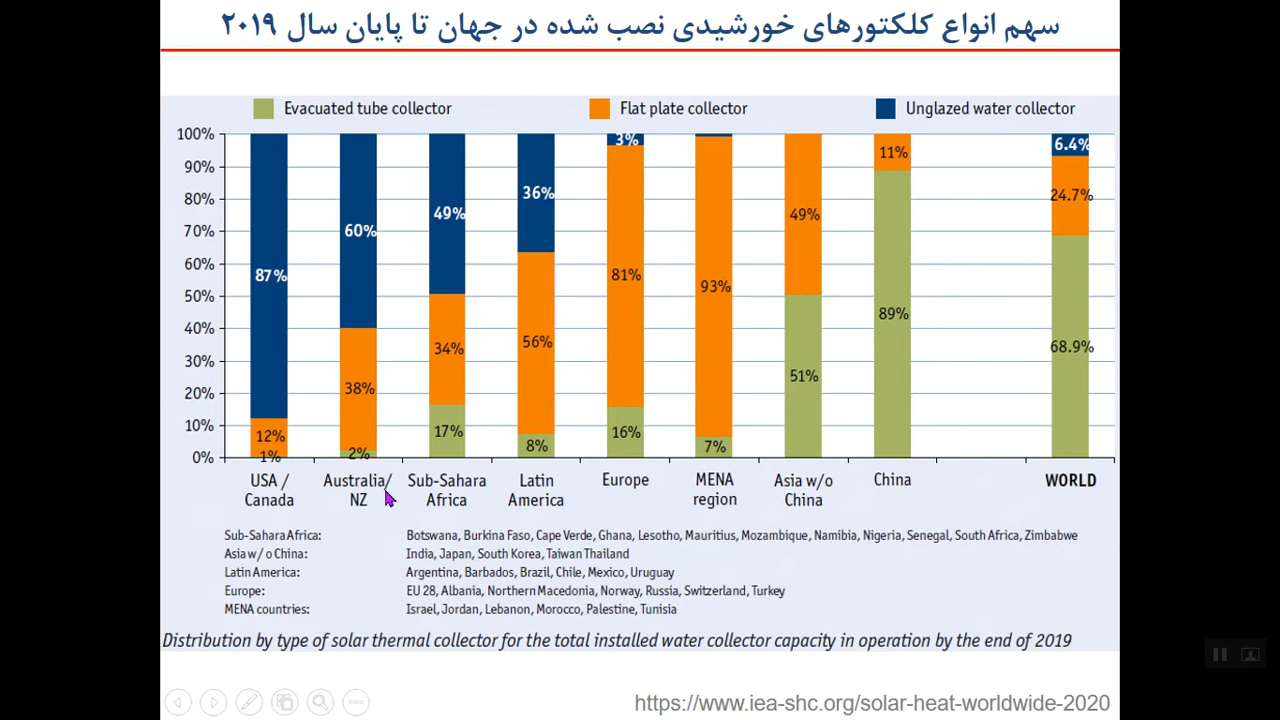 سهم انواع کلکتورهای خورشیدی نصب شده در جهان تا پایان سال ۲۰۱۹
Evacuated tube collector Flat plate collector Unglazed water collector
100%
90%
80%
70%
60%
50%
40%
30%
20%
10%
0%
87%
12%
1%
60%
38%
2%
49%
34%
17%
36%
56%
8%
3%
81%
16%
93%
7%
49%
51%
11%
89%
6.4%
24.7%
68.9%
USA / Canada
Australia/ NZ
Sub-Sahara Africa
Latin America
Europe
MENA region
Asia w/o China
China
WORLD
Sub-Sahara Africa: Botswana, Burkina Faso, Cape Verde, Ghana, Lesotho, Mauritius, Mozambique, Namibia, Nigeria, Senegal, South Africa, Zimbabwe
Asia w/o China: India, Japan, South Korea, Taiwan Thailand
Latin America: Argentina, Barbados, Brazil, Chile, Mexico, Uruguay
Europe: EU 28, Albania, Northern Macedonia, Norway, Russia, Switzerland, Turkey
MENA countries: Israel, Jordan, Lebanon, Morocco, Palestine, Tunisia
Distribution by type of solar thermal collector for the total installed water collector capacity in operation by the end of 2019
https://www.iea-shc.org/solar-heat-worldwide-2020